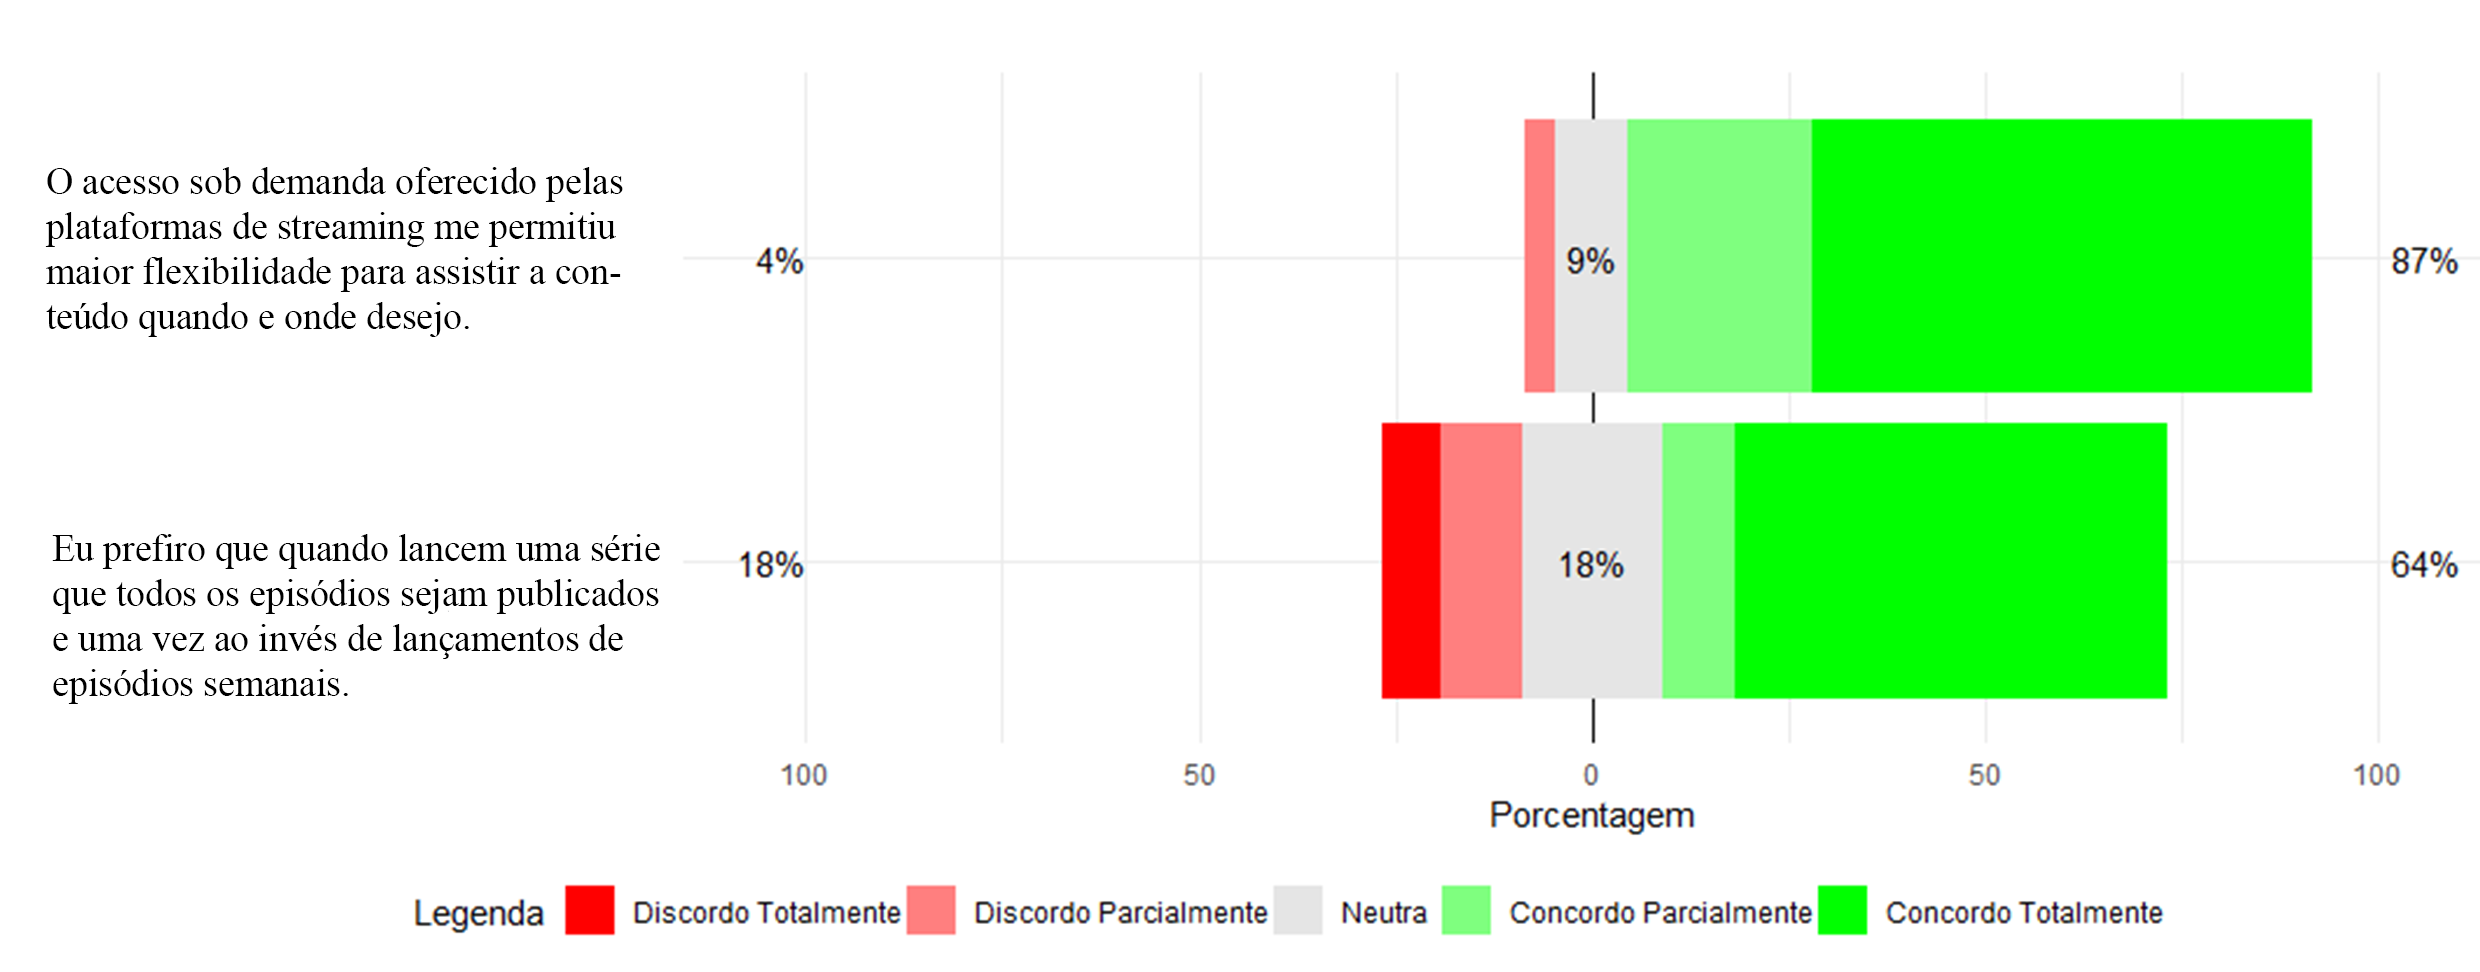 O acesso sob demanda oferecido pelas
plataformas de streaming me permitiu
maior flexibilidade para assistir a con-
teúdo quando e onde desejo.
4%
9%
87%
Eu prefiro que quando lancem uma série
que todos os episódios sejam publicados
e uma vez ao invés de lançamentos de
episódios semanais.
18%
18%
64%
100
50
0
50
100
Porcentagem
Legenda
Discordo Totalmente
Discordo Parcialmente
Neutra
Concordo Parcialmente
Concordo Totalmente